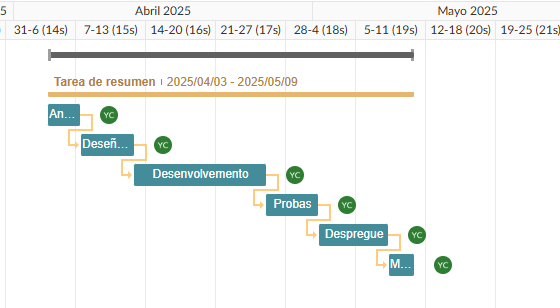 5 Abril 2025 Mayo 2025
31-6 (14s) 7-13 (15s) 14-20 (16s) 21-27 (17s) 28-4 (18s) 5-11 (19s) 12-18 (20s) 19-25 (21s)
Tarea de resumen 2025/04/03 - 2025/05/09
An... YC
Deseñ... YC
Desenvolvemento YC
Probas YC
Despregue YC
M... YC